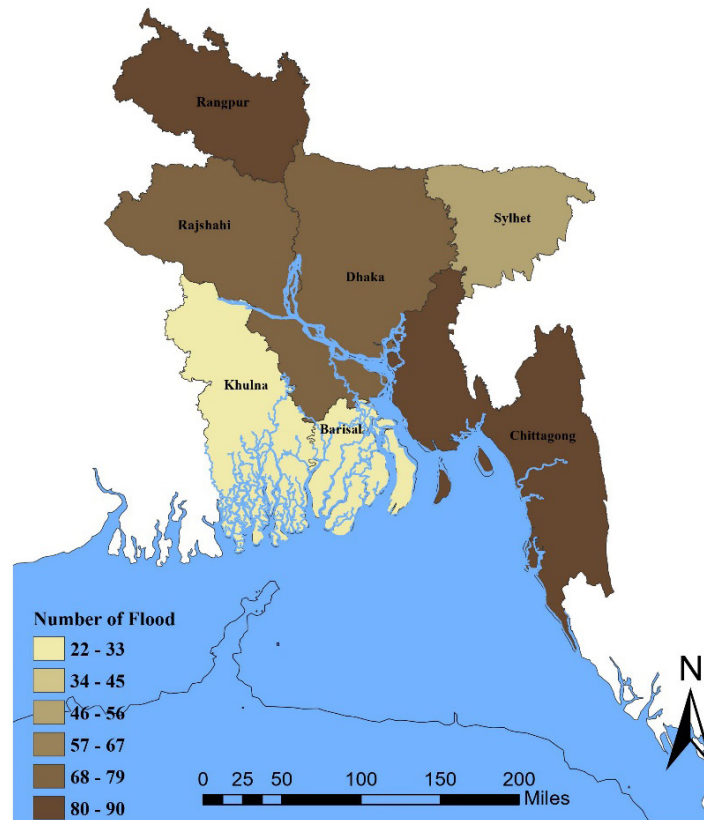 Rangpur
Rajshahi
Sylhet
Dhaka
Khulna
Barisal
Chittagong
Number of Flood
22 - 33
34 - 45
46 - 56
57 - 67
68 - 79
80 - 90
N
0 25 50 100 150 200
Miles